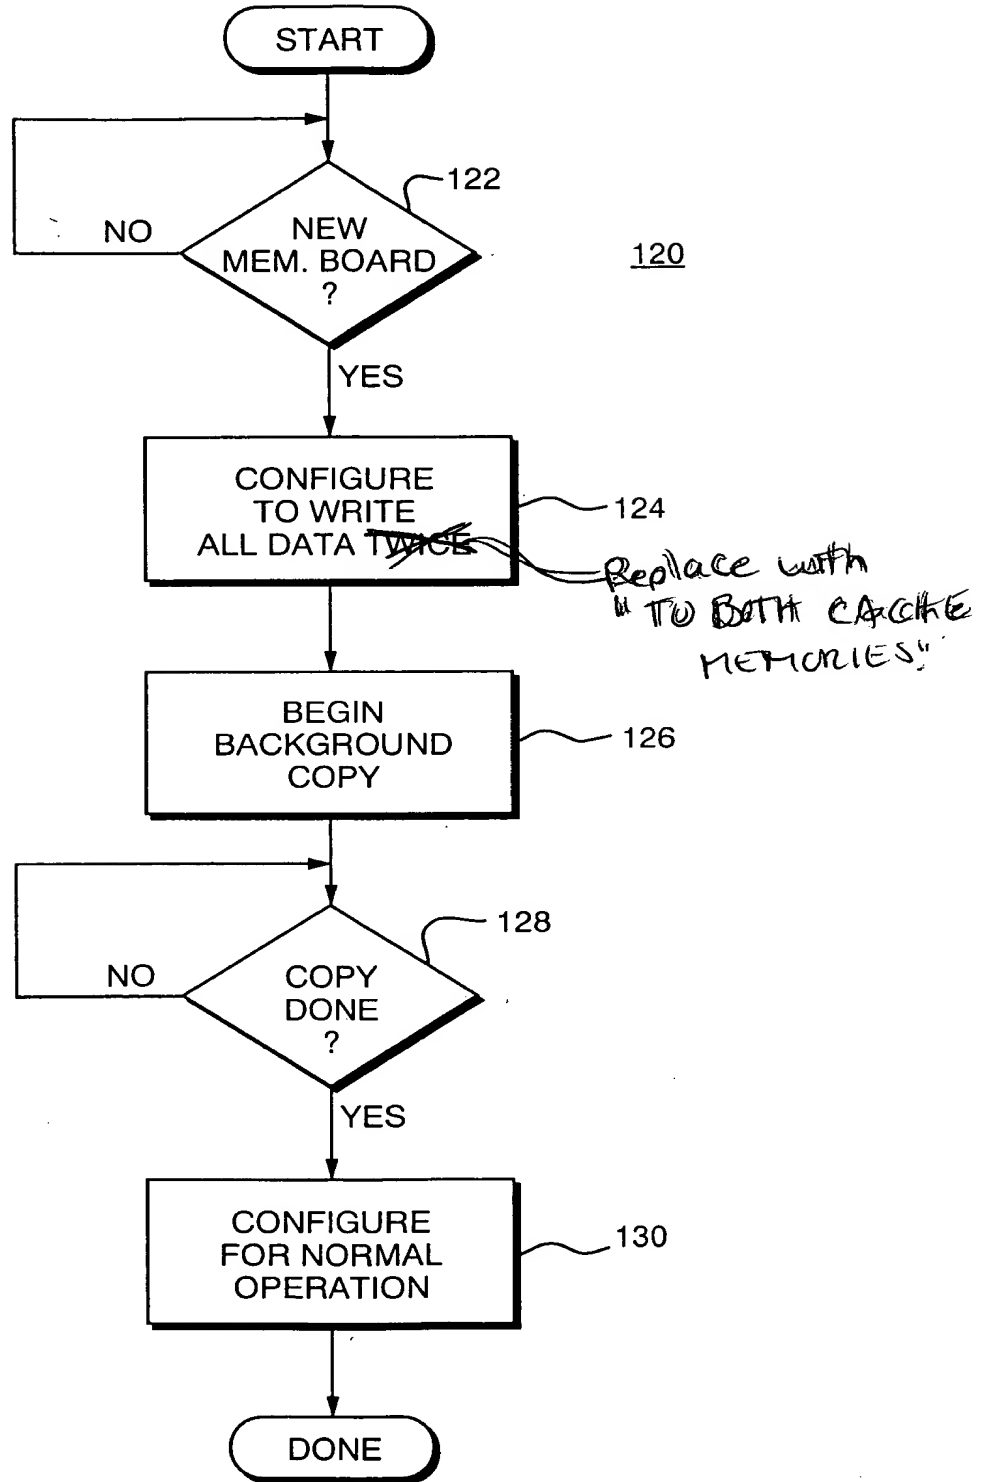 START
122
NEW
MEM. BOARD
?
NO
120
YES
CONFIGURE
TO WRITE
ALL DATA TWICE
124
Replace with
"TO BOTH CACHE
MEMORIES"
BEGIN
BACKGROUND
COPY
126
128
COPY
DONE
?
NO
YES
CONFIGURE
FOR NORMAL
OPERATION
130
DONE